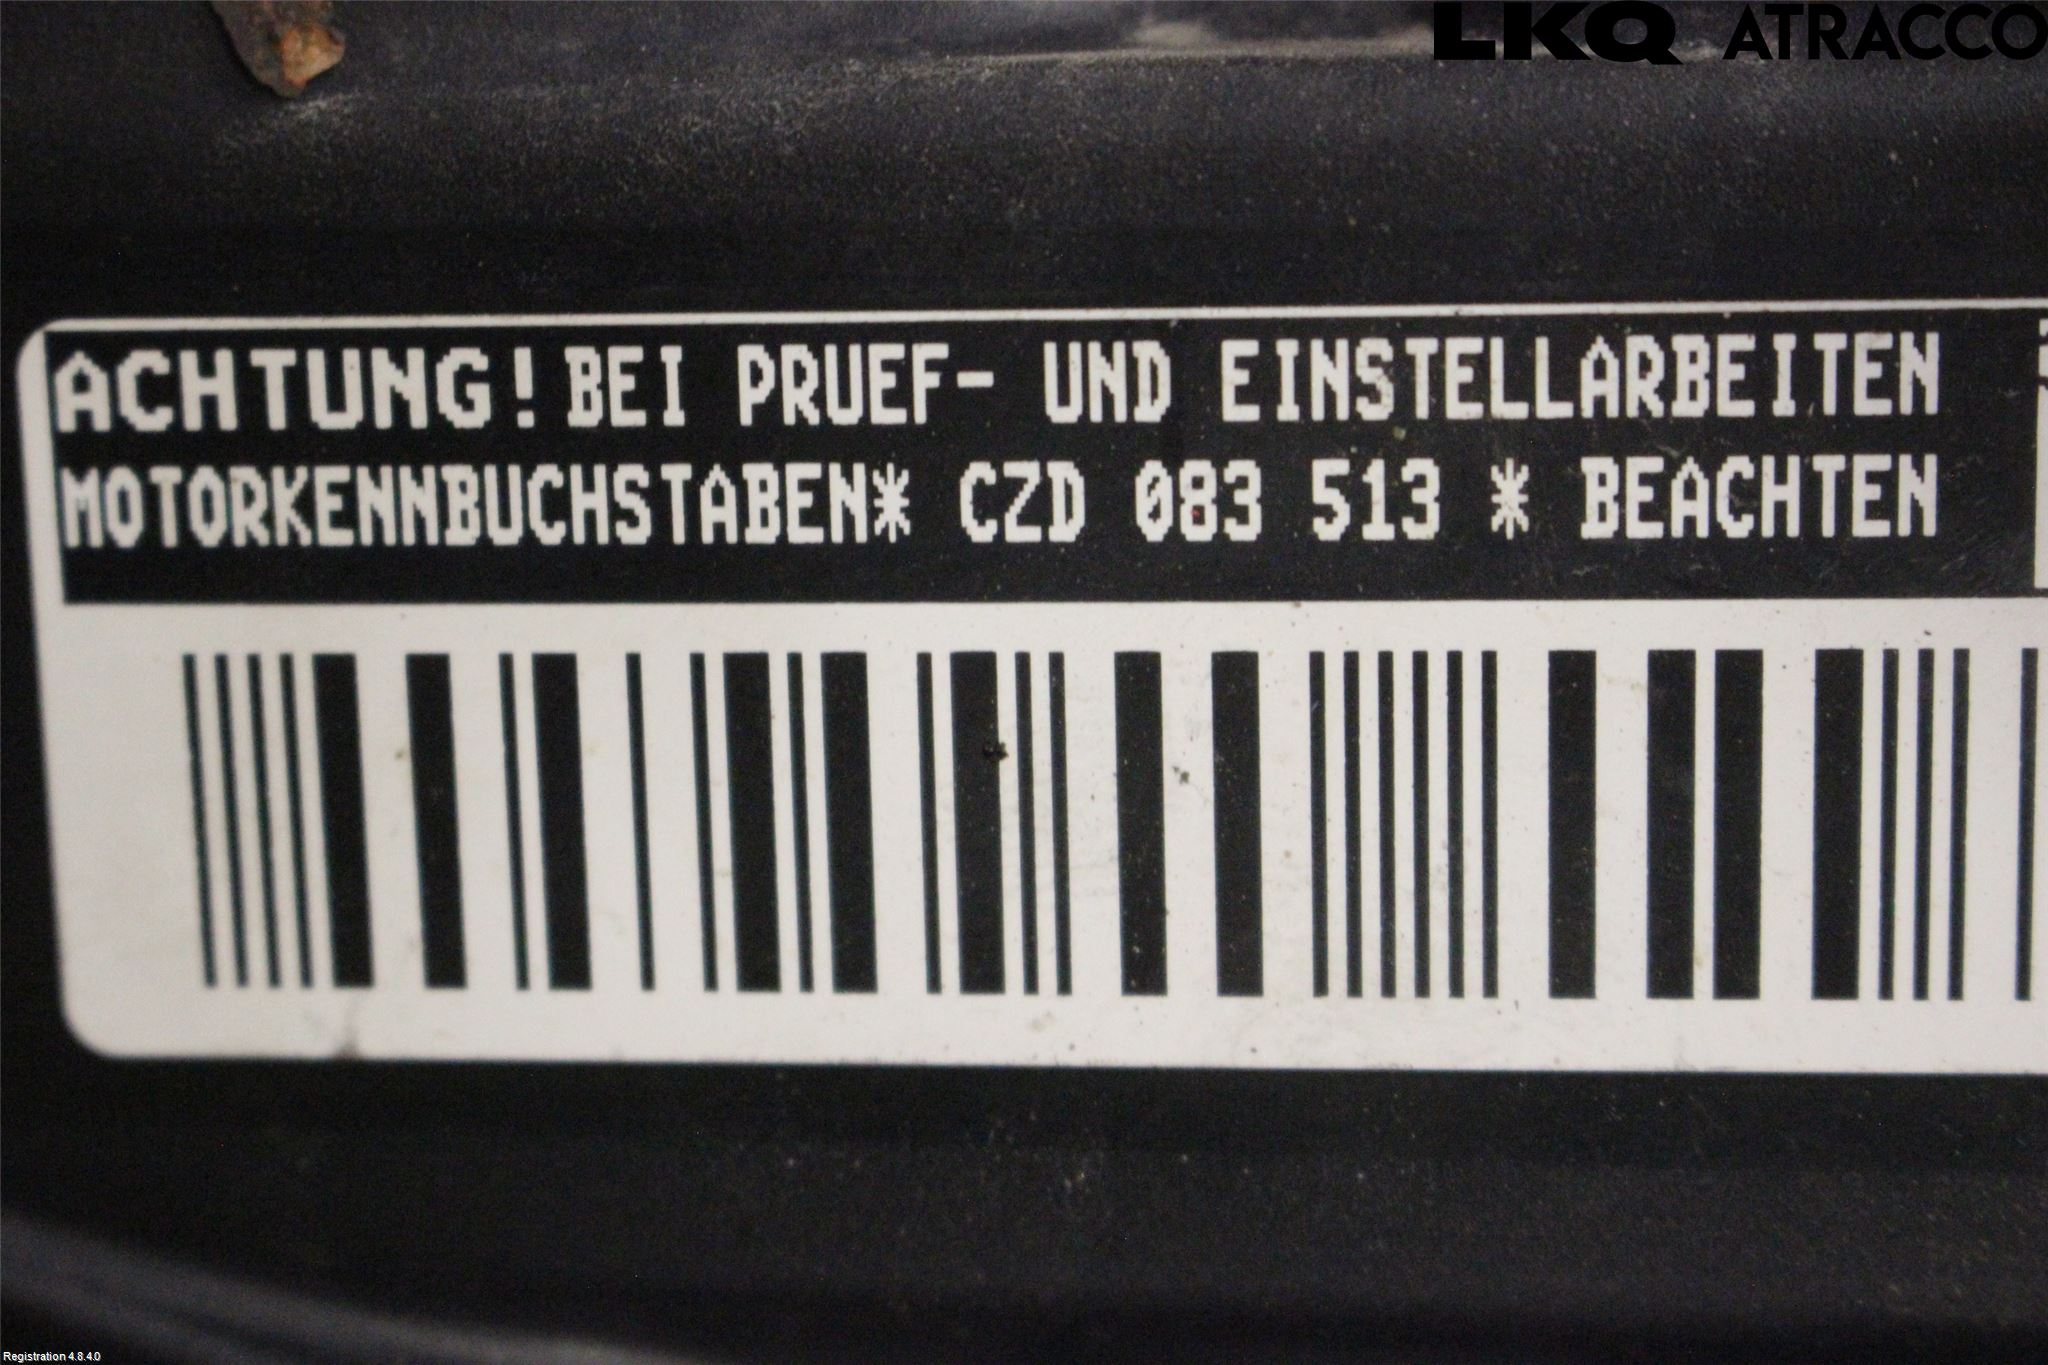 LKQ ATRACCO
ACHTUNG! BEI PRUEF- UND EINSTELLARBEITEN
MOTORKENNBUCHSTABEN* CZD 083 513 * BEACHTEN
Registration 4.8.4.0